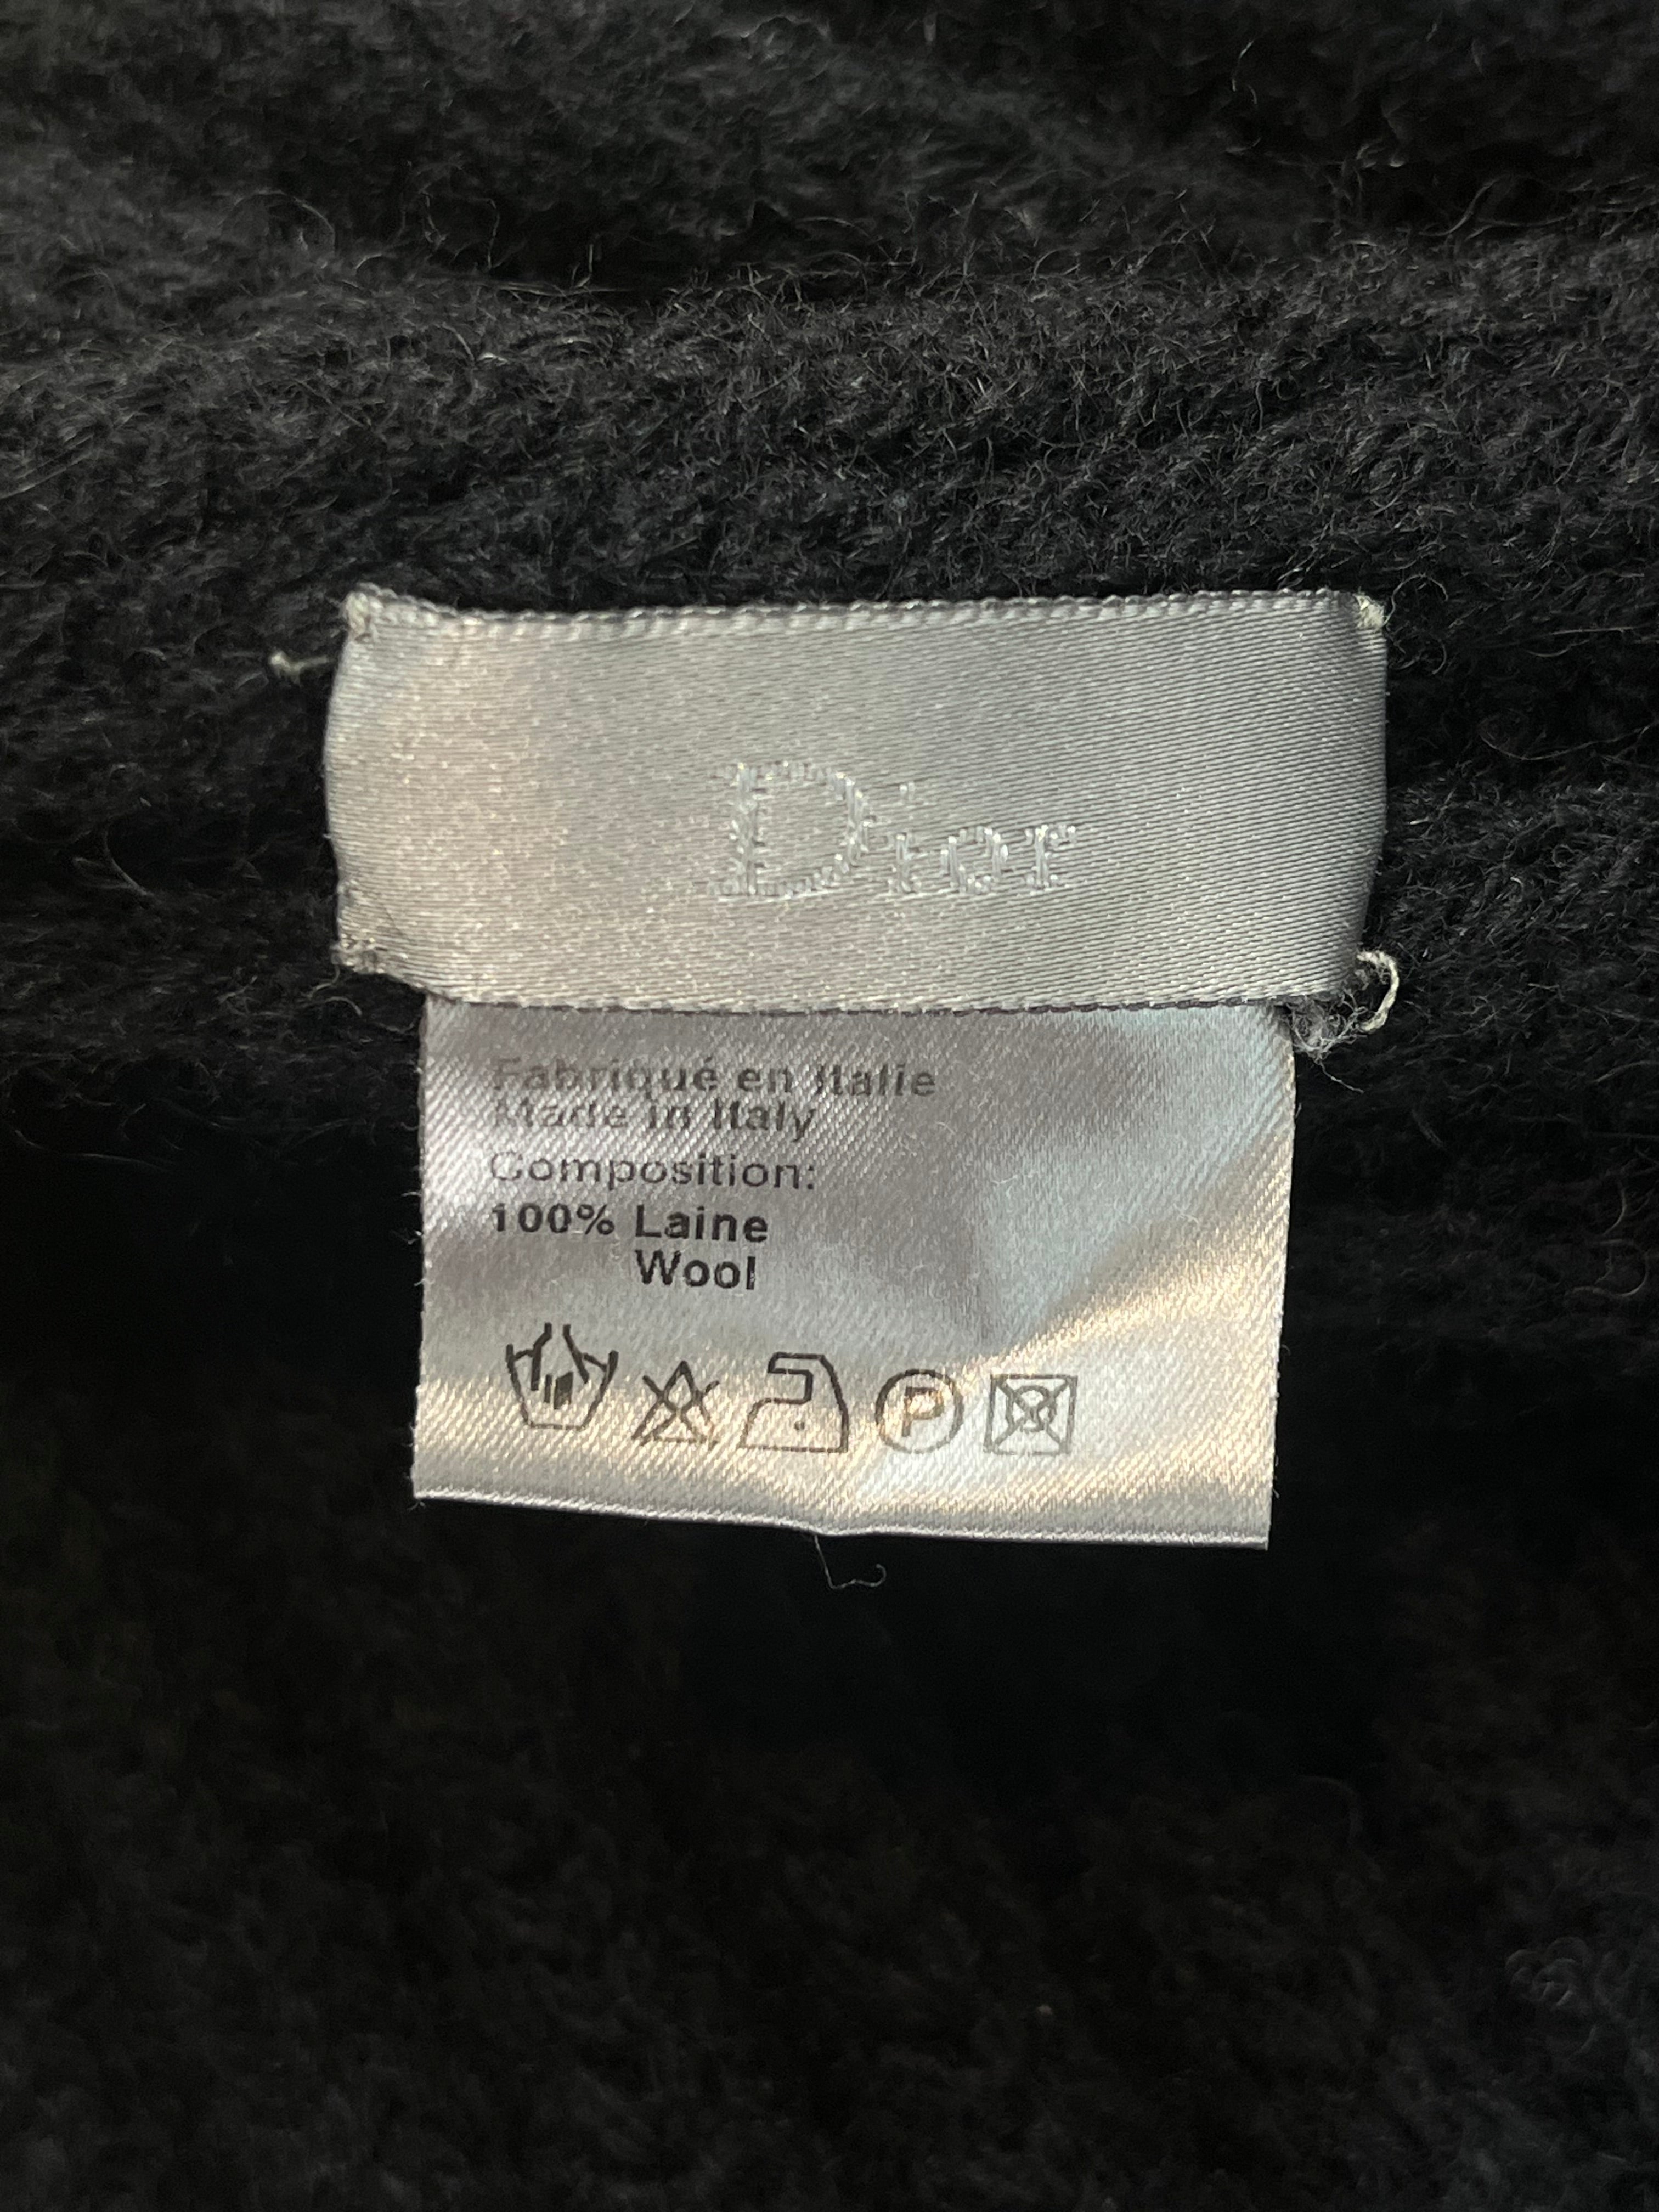 Dior
Fabriqué en Italie
Made in Italy
Composition:
100% Laine
Wool
P